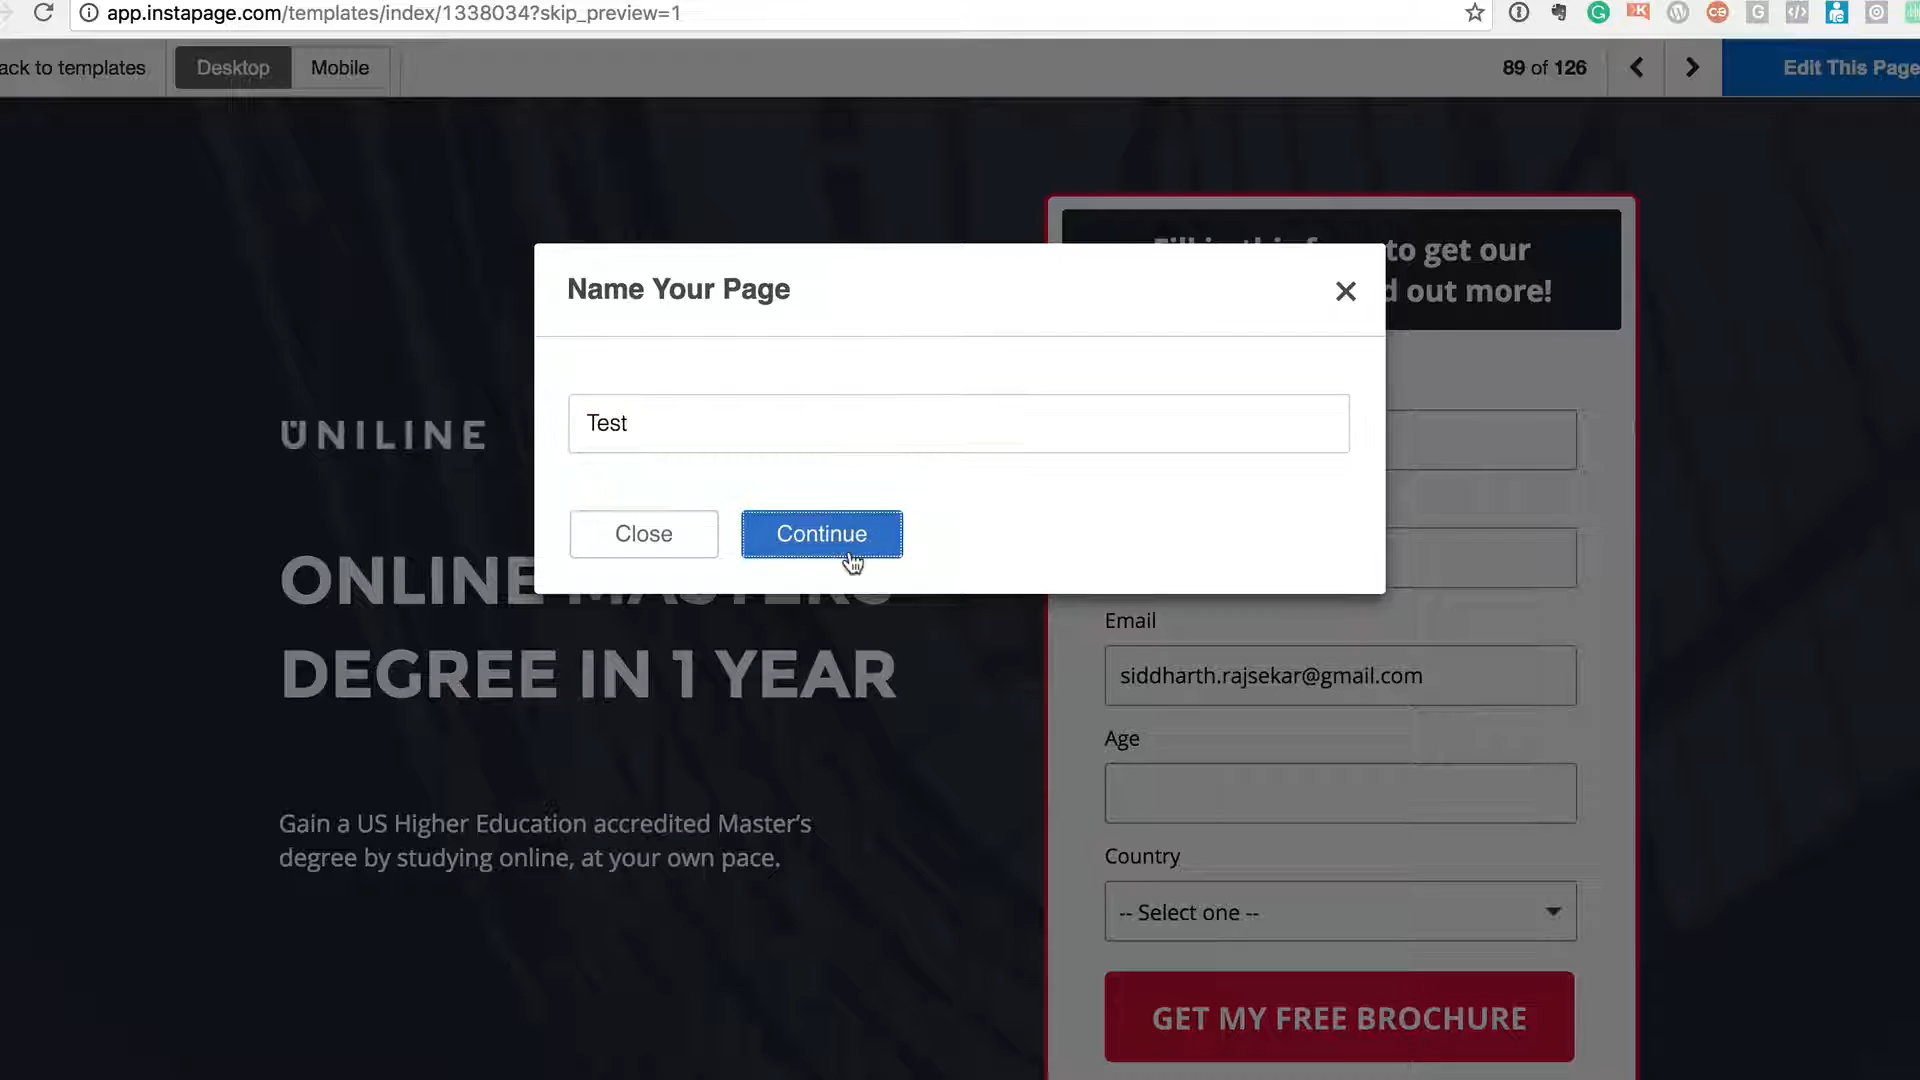 app.instapage.com/templates/index/1338034?skip_preview=1
ack to templates
Desktop
Mobile
89 of 126
Edit This Page
to get our
d out more!
Name Your Page
Test
Close
Continue
UNILINE
ONLINE MASTERS
DEGREE IN 1 YEAR
Gain a US Higher Education accredited Master's
degree by studying online, at your own pace.
Email
siddharth.rajsekar@gmail.com
Age
Country
-- Select one --
GET MY FREE BROCHURE